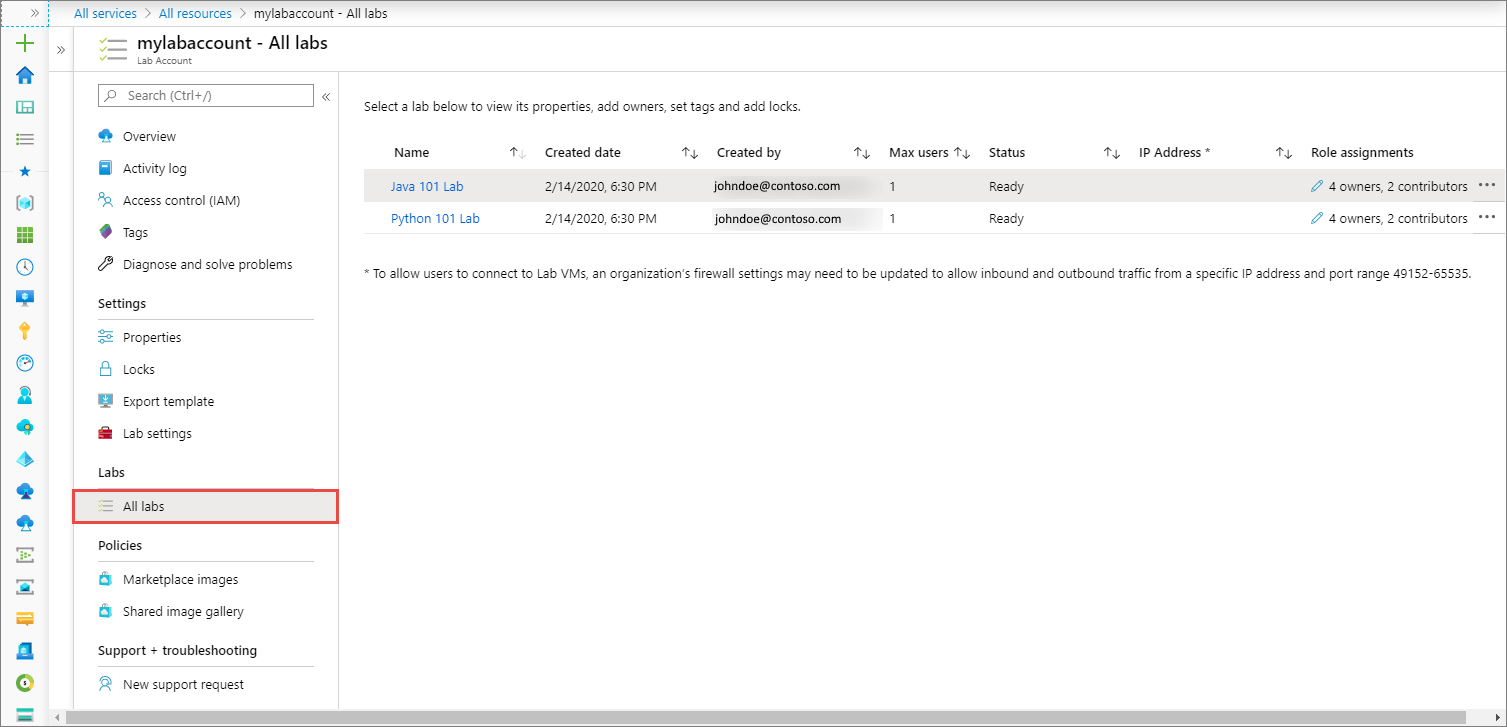 All services > All resources > mylabaccount - All labs
mylabaccount - All labs
Lab Account
Search (Ctrl+/)
Overview
Activity log
Access control (IAM)
Tags
Diagnose and solve problems
Settings
Properties
Locks
Export template
Lab settings
Labs
All labs
Policies
Marketplace images
Shared image gallery
Support + troubleshooting
New support request
Select a lab below to view its properties, add owners, set tags and add locks.
Name Created date Created by Max users Status IP Address * Role assignments
Java 101 Lab 2/14/2020, 6:30 PM johndoe@contoso.com 1 Ready 4 owners, 2 contributors
Python 101 Lab 2/14/2020, 6:30 PM johndoe@contoso.com 1 Ready 4 owners, 2 contributors
* To allow users to connect to Lab VMs, an organization's firewall settings may need to be updated to allow inbound and outbound traffic from a specific IP address and port range 49152-65535.